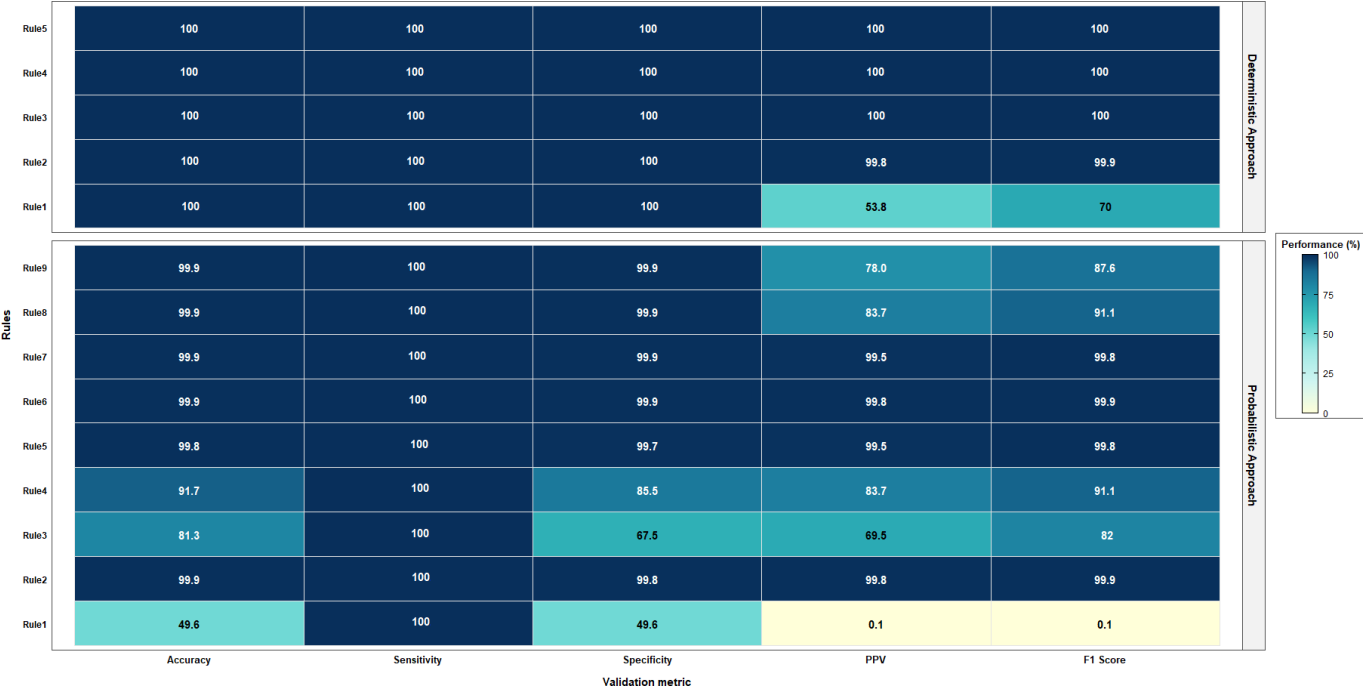 Rule5 100 100 100 100 100
Rule4 100 100 100 100 100
Rule3 100 100 100 100 100
Rule2 100 100 100 99.8 99.9
Rule1 100 100 100 53.8 70
Deterministic Approach
Rule9 99.9 100 99.9 78.0 87.6
Rule8 99.9 100 99.9 83.7 91.1
Rule7 99.9 100 99.9 99.5 99.8
Rule6 99.9 100 99.9 99.8 99.9
Rule5 99.8 100 99.7 99.5 99.8
Rule4 91.7 100 85.5 83.7 91.1
Rule3 81.3 100 67.5 69.5 82
Rule2 99.9 100 99.8 99.8 99.9
Rule1 49.6 100 49.6 0.1 0.1
Probabilistic Approach
Rules
Accuracy Sensitivity Specificity PPV F1 Score
Validation metric
Performance (%)
100
75
50
25
0